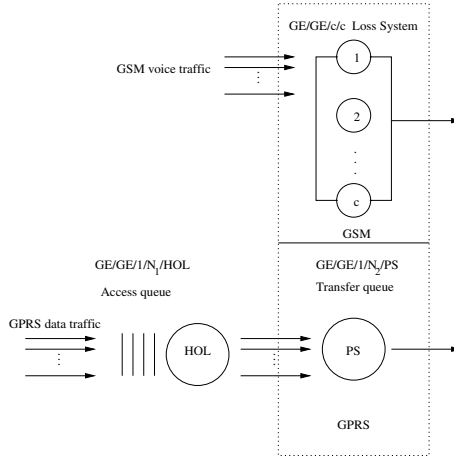 GE/GE/c/c Loss System
GSM voice traffic
1
2
c
GSM
GE/GE/1/N₁/HOL
GE/GE/1/N₂/PS
Access queue
Transfer queue
GPRS data traffic
HOL
PS
GPRS